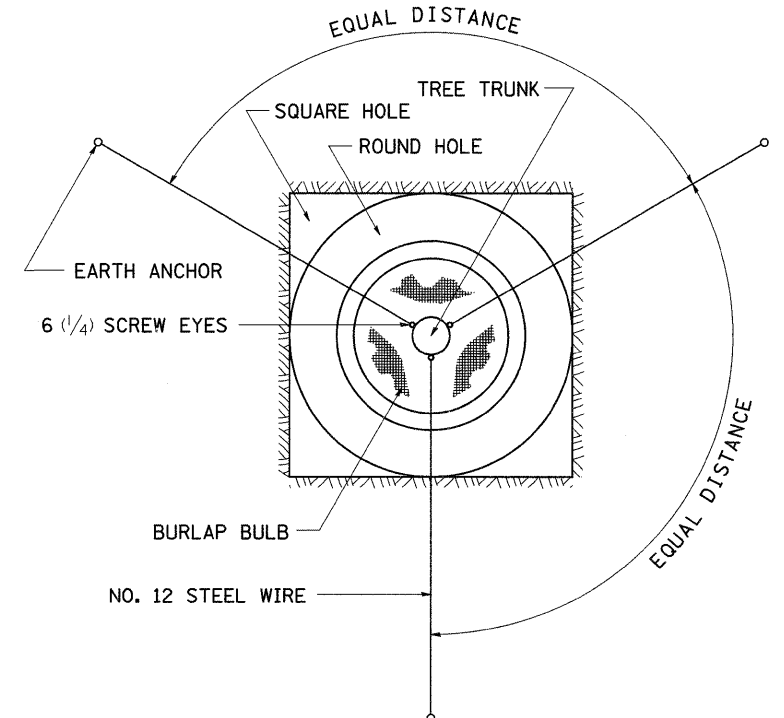 EQUAL DISTANCE
TREE TRUNK
SQUARE HOLE
ROUND HOLE
EARTH ANCHOR
6 (1/4) SCREW EYES
EQUAL DISTANCE
BURLAP BULB
NO. 12 STEEL WIRE